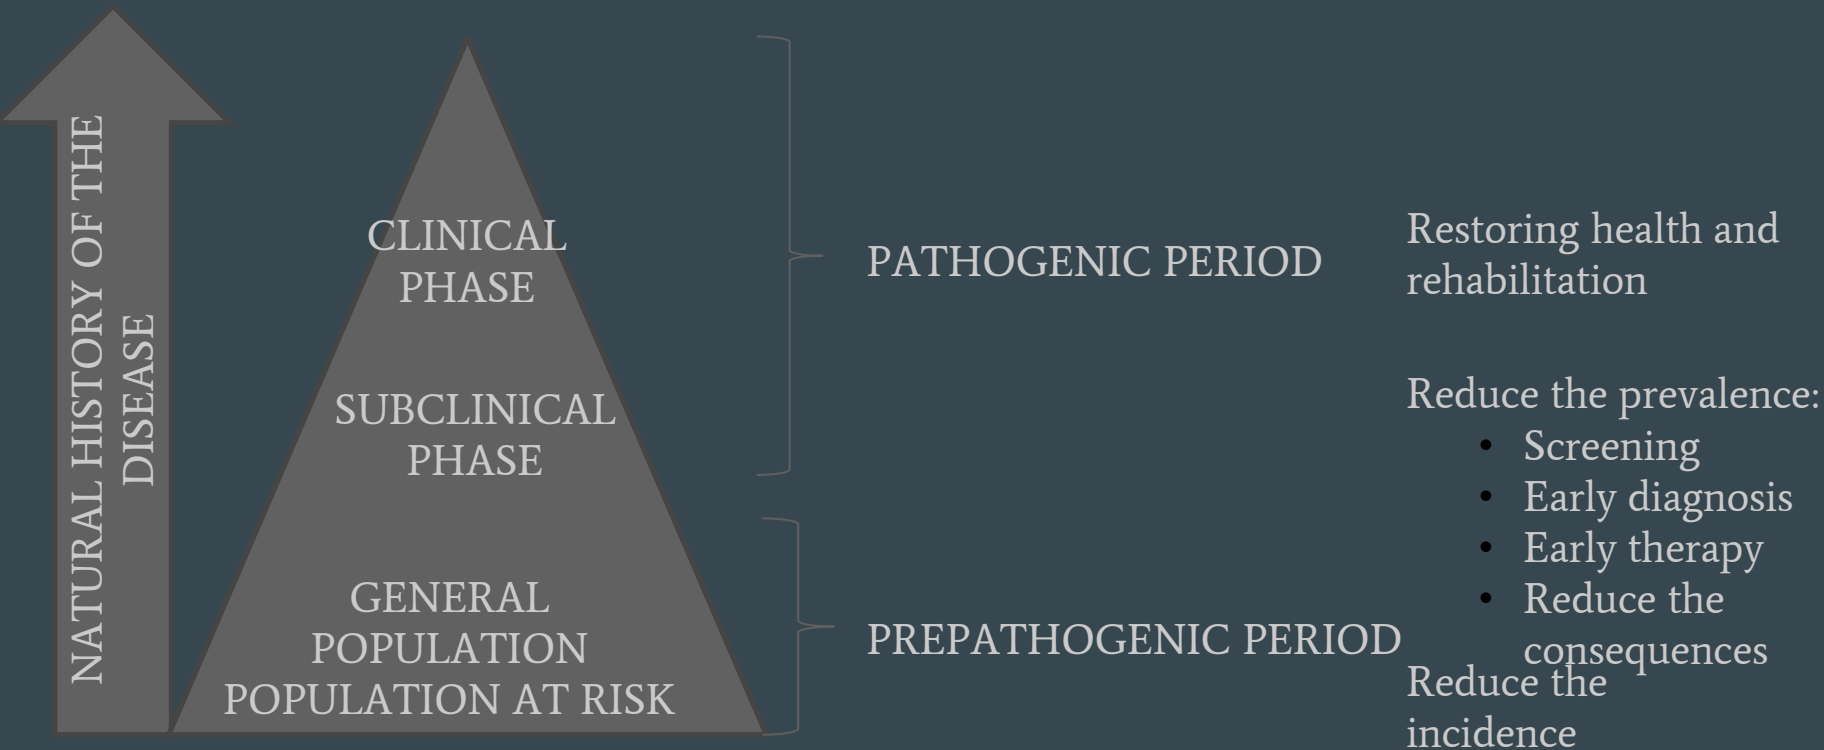 NATURAL HISTORY OF THE
DISEASE
CLINICAL
PHASE
SUBCLINICAL
PHASE
GENERAL
POPULATION
POPULATION AT RISK
PATHOGENIC PERIOD
PREPATHOGENIC PERIOD
Restoring health and
rehabilitation
Reduce the prevalence:
• Screening
• Early diagnosis
• Early therapy
• Reduce the
consequences
Reduce the
incidence